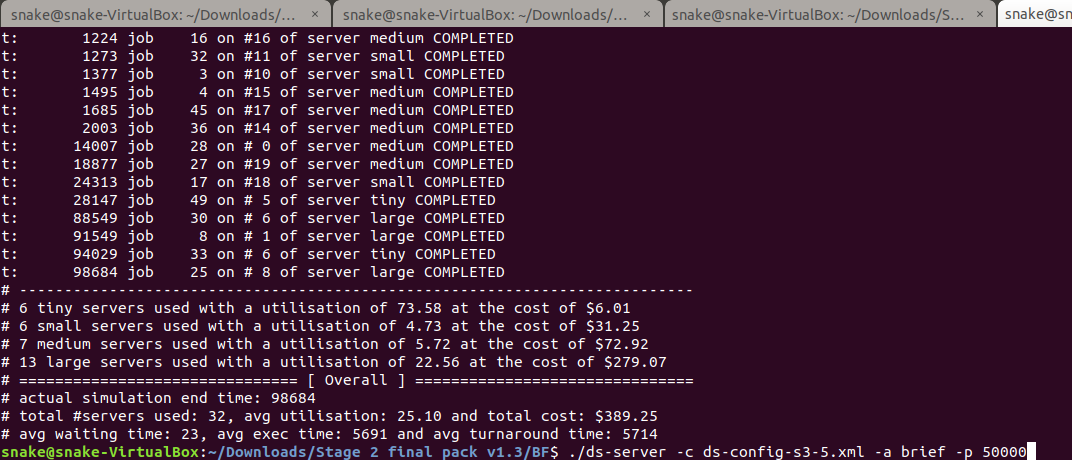 snake@snake-VirtualBox: ~/Downloads/... × snake@snake-VirtualBox: ~/Downloads/... × snake@snake-VirtualBox: ~/Downloads/S... × snake@sn
t: 1224 job 16 on #16 of server medium COMPLETED
t: 1273 job 32 on #11 of server small COMPLETED
t: 1377 job 3 on #10 of server small COMPLETED
t: 1495 job 4 on #15 of server medium COMPLETED
t: 1685 job 45 on #17 of server medium COMPLETED
t: 2003 job 36 on #14 of server medium COMPLETED
t: 14007 job 28 on # 0 of server medium COMPLETED
t: 18877 job 27 on #19 of server medium COMPLETED
t: 24313 job 17 on #18 of server small COMPLETED
t: 28147 job 49 on # 5 of server tiny COMPLETED
t: 88549 job 30 on # 6 of server large COMPLETED
t: 91549 job 8 on # 1 of server large COMPLETED
t: 94029 job 33 on # 6 of server tiny COMPLETED
t: 98684 job 25 on # 8 of server large COMPLETED
# ---------------------------------------------------------------------------
# 6 tiny servers used with a utilisation of 73.58 at the cost of $6.01
# 6 small servers used with a utilisation of 4.73 at the cost of $31.25
# 7 medium servers used with a utilisation of 5.72 at the cost of $72.92
# 13 large servers used with a utilisation of 22.56 at the cost of $279.07
# =============================== [ Overall ] ===============================
# actual simulation end time: 98684
# total #servers used: 32, avg utilisation: 25.10 and total cost: $389.25
# avg waiting time: 23, avg exec time: 5691 and avg turnaround time: 5714
snake@snake-VirtualBox:~/Downloads/Stage 2 final pack v1.3/BF$ ./ds-server -c ds-config-s3-5.xml -a brief -p 50000